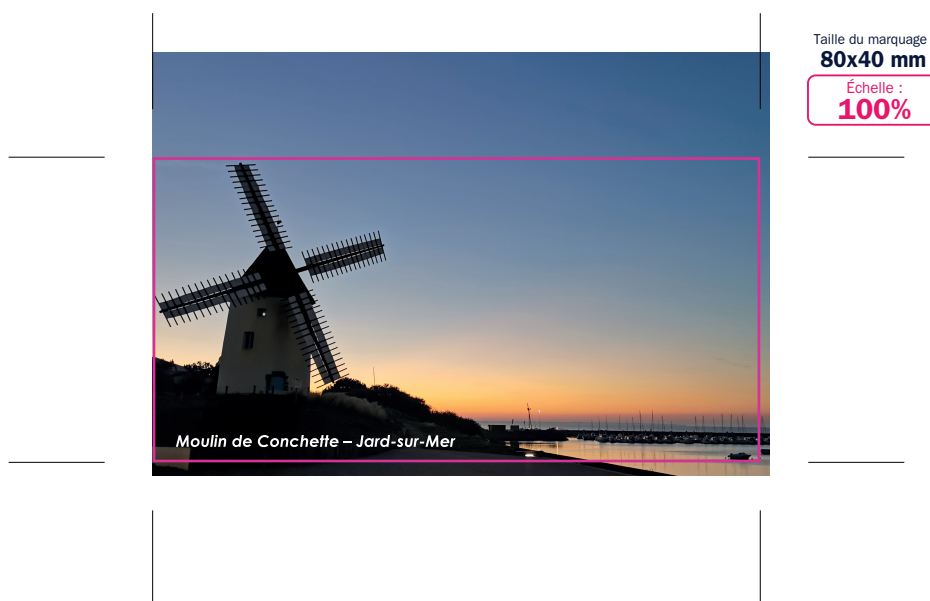 Taille du marquage
80x40 mm
Échelle :
100%
Moulin de Conchette – Jard-sur-Mer